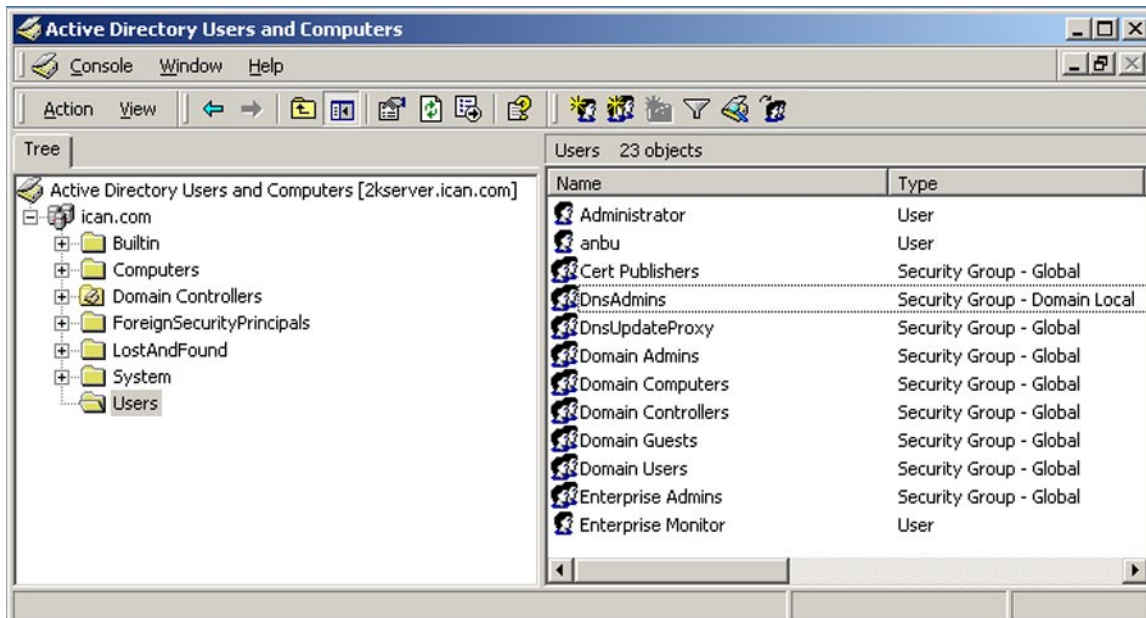 Active Directory Users and Computers
Console Window Help
Action View
Tree
Users 23 objects
Active Directory Users and Computers [2kserver.ican.com]
ican.com
Builtin
Computers
Domain Controllers
ForeignSecurityPrincipals
LostAndFound
System
Users
Name Type
Administrator User
anbu User
Cert Publishers Security Group - Global
DnsAdmins Security Group - Domain Local
DnsUpdateProxy Security Group - Global
Domain Admins Security Group - Global
Domain Computers Security Group - Global
Domain Controllers Security Group - Global
Domain Guests Security Group - Global
Domain Users Security Group - Global
Enterprise Admins Security Group - Global
Enterprise Monitor User